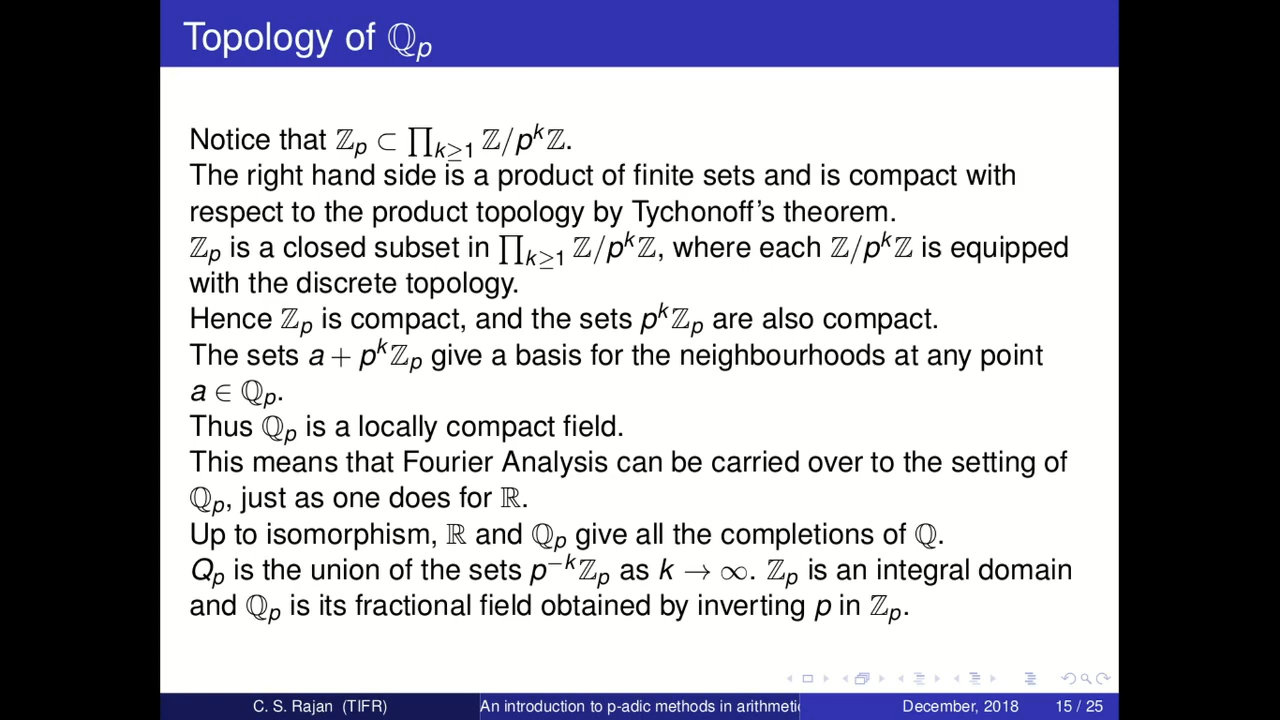 Topology of ℚ_p
Notice that ℤ_p ⊂ ∏_{k≥1} ℤ/p^kℤ.
The right hand side is a product of finite sets and is compact with
respect to the product topology by Tychonoff's theorem.
ℤ_p is a closed subset in ∏_{k≥1} ℤ/p^kℤ, where each ℤ/p^kℤ is equipped
with the discrete topology.
Hence ℤ_p is compact, and the sets p^kℤ_p are also compact.
The sets a + p^kℤ_p give a basis for the neighbourhoods at any point
a ∈ ℚ_p.
Thus ℚ_p is a locally compact field.
This means that Fourier Analysis can be carried over to the setting of
ℚ_p, just as one does for ℝ.
Up to isomorphism, ℝ and ℚ_p give all the completions of ℚ.
Q_p is the union of the sets p^{-k}ℤ_p as k → ∞. ℤ_p is an integral domain
and ℚ_p is its fractional field obtained by inverting p in ℤ_p.
C. S. Rajan (TIFR) An introduction to p-adic methods in arithmetic December, 2018 15 / 25